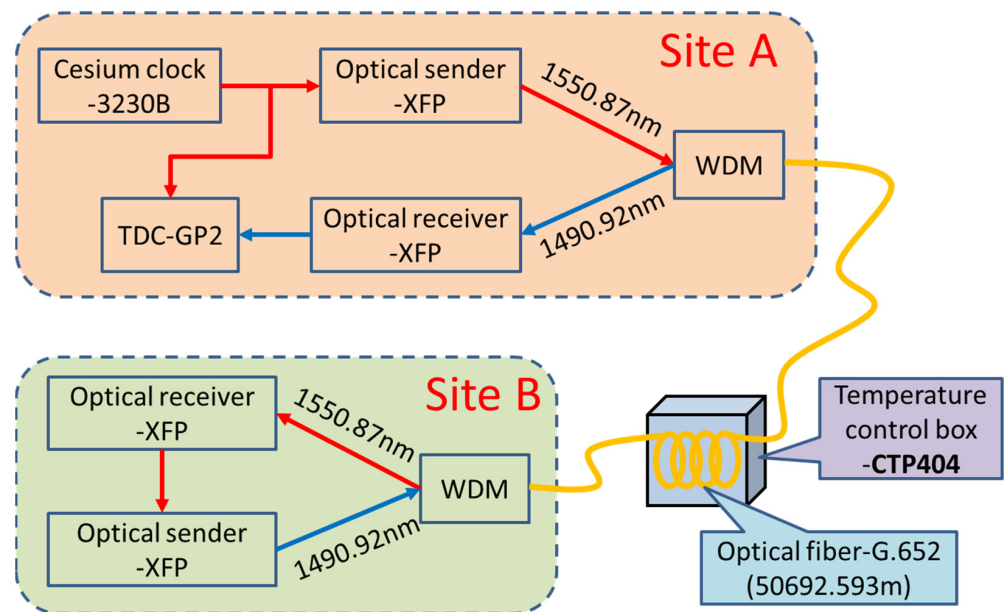 Site A
Cesium clock
-3230B
Optical sender
-XFP
1550.87nm
WDM
TDC-GP2
Optical receiver
-XFP
1490.92nm
Site B
Optical receiver
-XFP
1550.87nm
WDM
Optical sender
-XFP
1490.92nm
Temperature
control box
-CTP404
Optical fiber-G.652
(50692.593m)